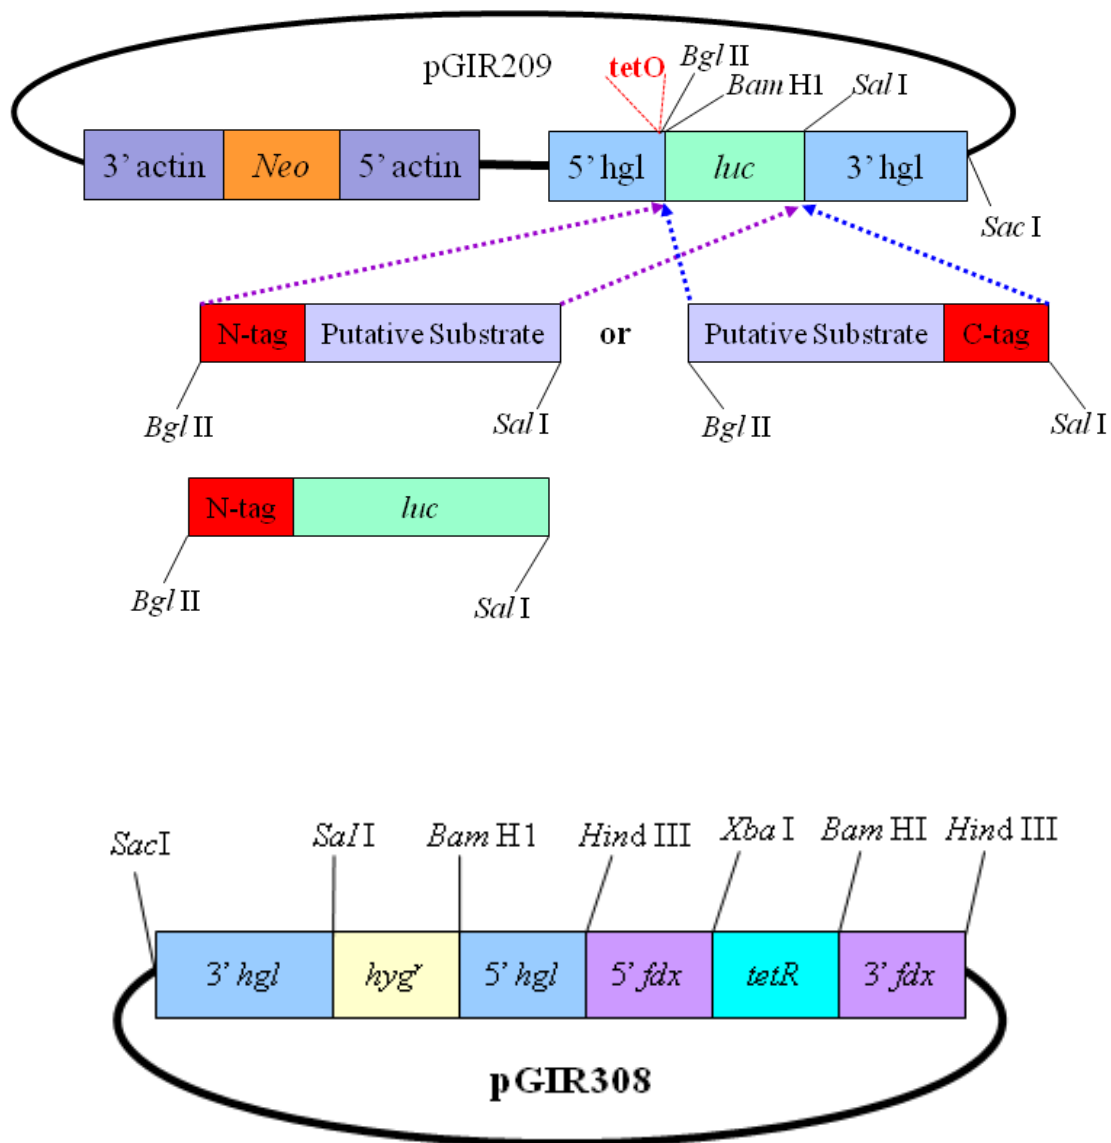 pGIR209
tetO
Bgl II
Bam H1
Sal I
3’ actin
Neo
5’ actin
5’ hgl
luc
3’ hgl
Sac I
N-tag
Putative Substrate
or
Putative Substrate
C-tag
Bgl II
Sal I
Bgl II
Sal I
N-tag
luc
Bgl II
Sal I
SacI
Sal I
Bam H1
Hind III
Xba I
Bam HI
Hind III
3’ hgl
hygʳ
5’ hgl
5’ fdx
tetR
3’ fdx
pGIR308